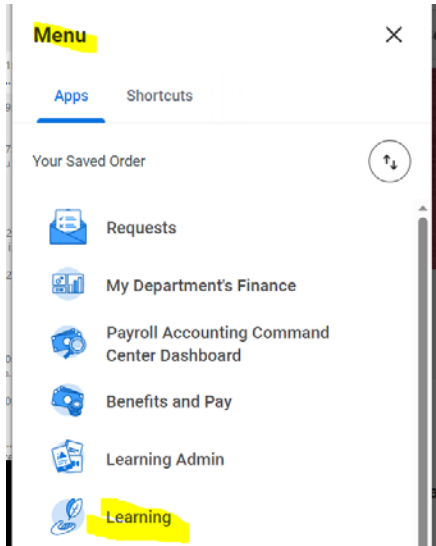 Menu
Apps Shortcuts
Your Saved Order
Requests
My Department's Finance
Payroll Accounting Command
Center Dashboard
Benefits and Pay
Learning Admin
Learning